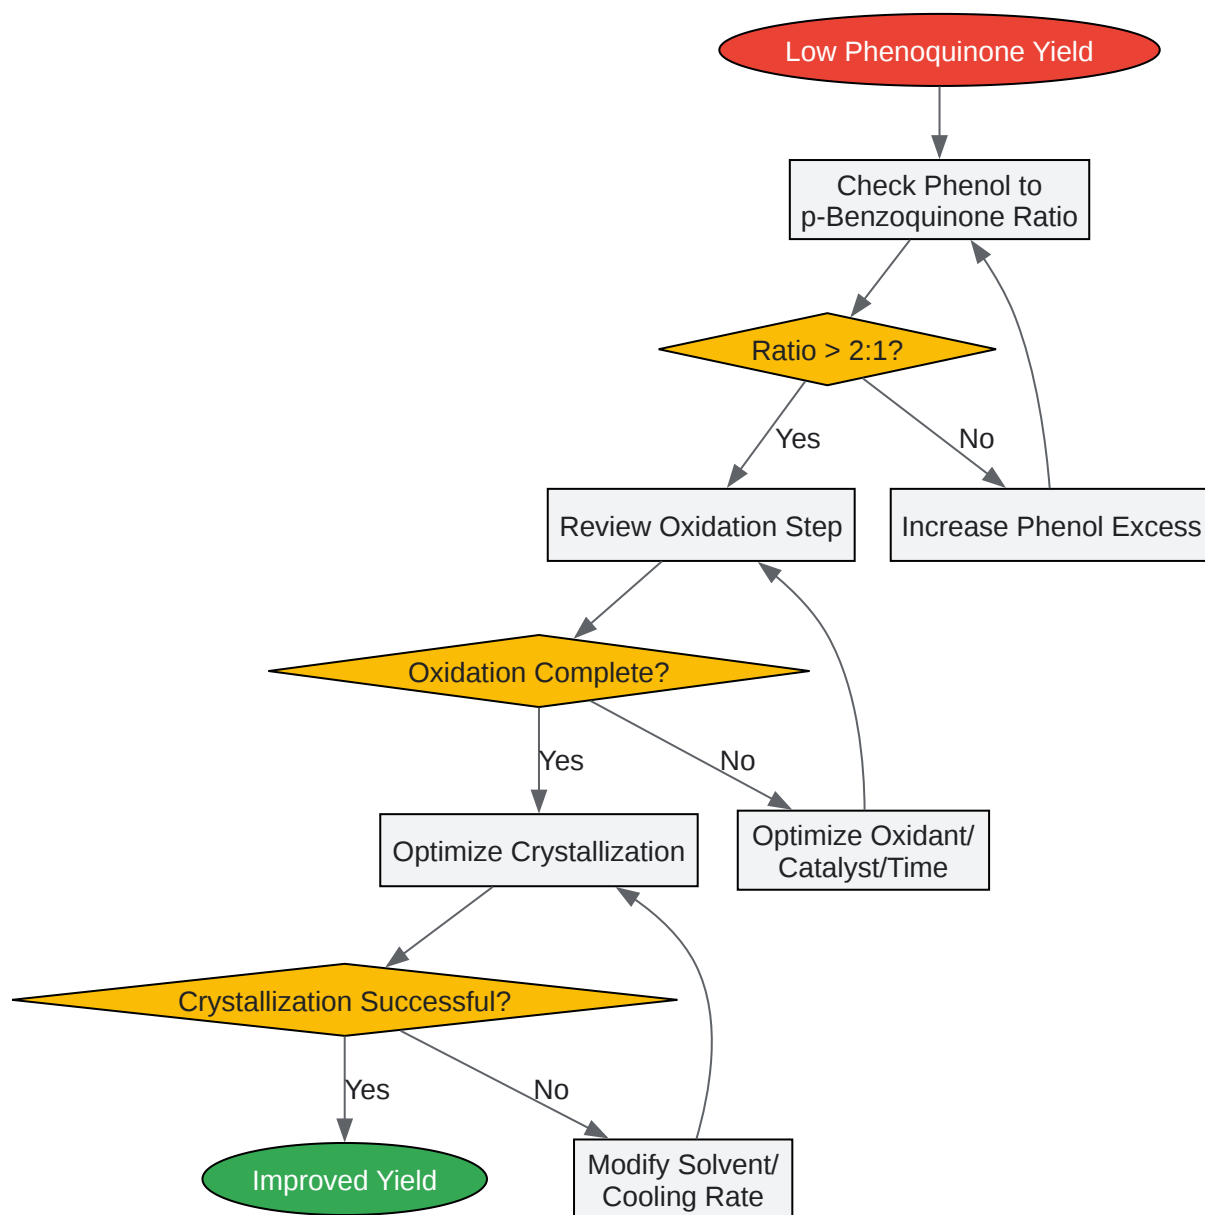 Low Phenoquinone Yield
Check Phenol to
p-Benzoquinone Ratio
Ratio > 2:1?
Yes
No
Review Oxidation Step
Increase Phenol Excess
Oxidation Complete?
Yes
No
Optimize Crystallization
Optimize Oxidant/
Catalyst/Time
Crystallization Successful?
Yes
No
Improved Yield
Modify Solvent/
Cooling Rate